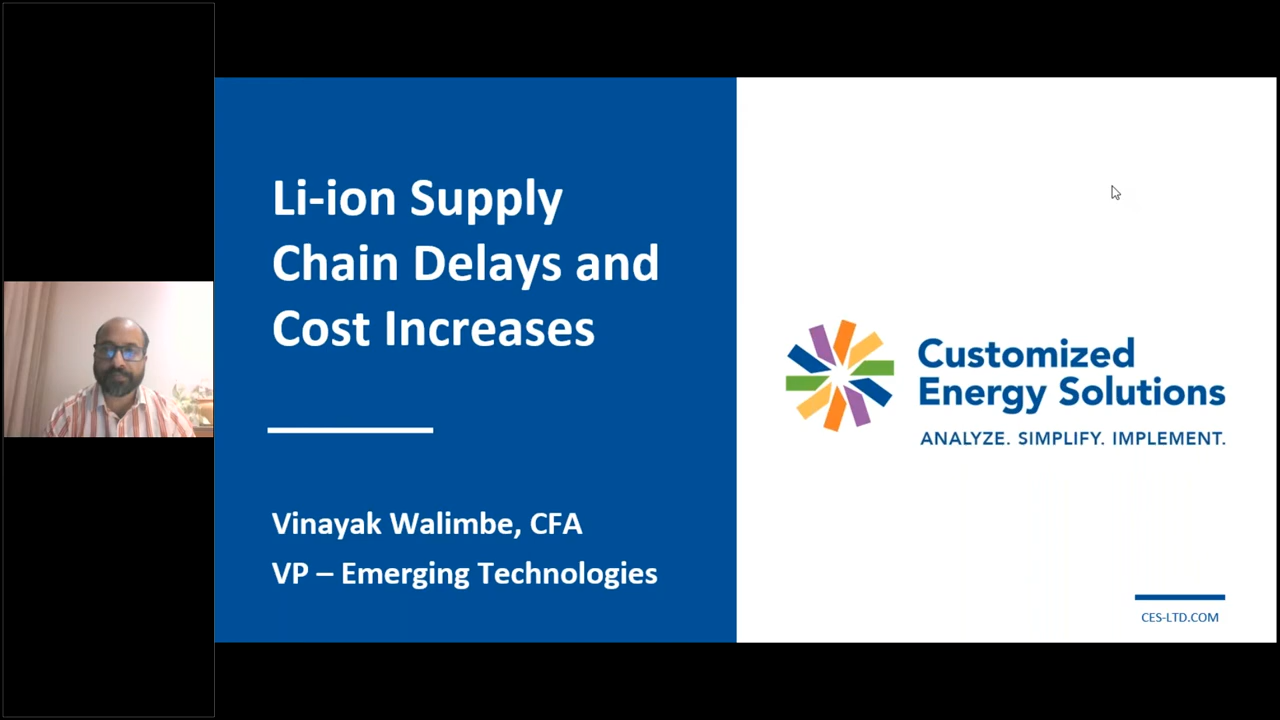 Li-ion Supply
Chain Delays and
Cost Increases
Vinayak Walimbe, CFA
VP – Emerging Technologies
Customized
Energy Solutions
ANALYZE. SIMPLIFY. IMPLEMENT.
CES-LTD.COM